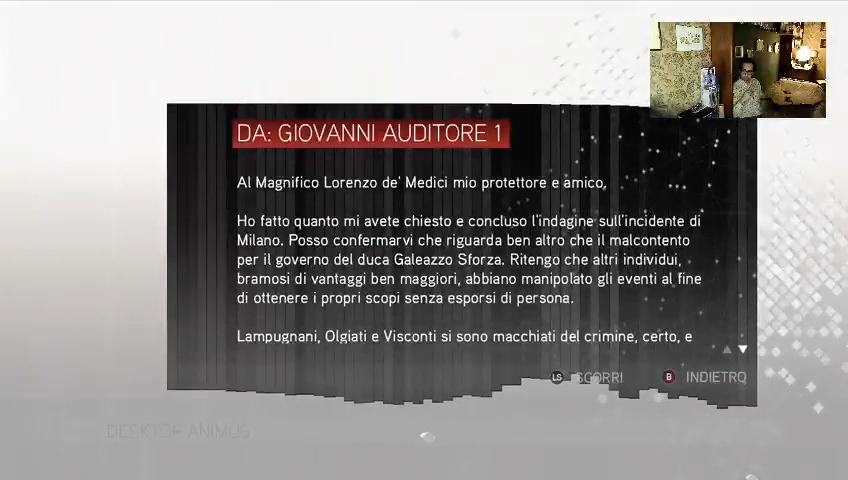 DA: GIOVANNI AUDITORE 1
Al Magnifico Lorenzo de' Medici mio protettore e amico,
Ho fatto quanto mi avete chiesto e concluso l'indagine sull'incidente di
Milano. Posso confermarvi che riguarda ben altro che il malcontento
per il governo del duca Galeazzo Sforza. Ritengo che altri individui,
bramosi di vantaggi ben maggiori, abbiano manipolato gli eventi al fine
di ottenere i propri scopi senza esporsi di persona.
Lampugnani, Olgiati e Visconti si sono macchiati del crimine, certo, e
LS SCORRI B INDIETRO
DESKTOP ANIMUS